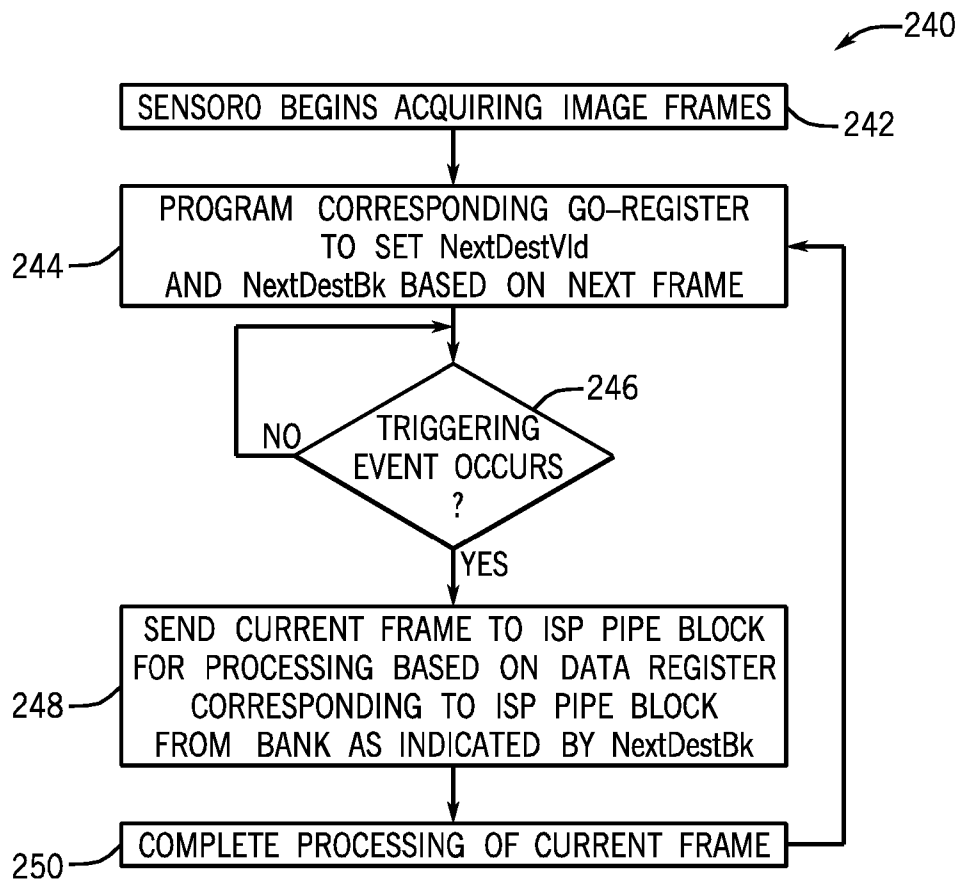 240
SENSOR0 BEGINS ACQUIRING IMAGE FRAMES
242
PROGRAM CORRESPONDING GO-REGISTER
TO SET NextDestVld
AND NextDestBk BASED ON NEXT FRAME
244
246
TRIGGERING
EVENT OCCURS
?
NO
YES
SEND CURRENT FRAME TO ISP PIPE BLOCK
FOR PROCESSING BASED ON DATA REGISTER
CORRESPONDING TO ISP PIPE BLOCK
FROM BANK AS INDICATED BY NextDestBk
248
COMPLETE PROCESSING OF CURRENT FRAME
250